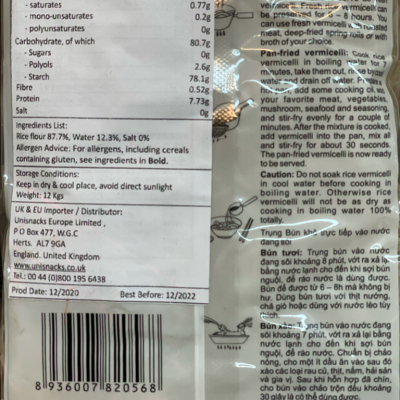 - saturates 0.77g
- mono-unsaturates 0.2g
- polyunsaturates 0g
Carbohydrate, of which 80.7g
- Sugars 0g
- Polyols 2.6g
- Starch 78.1g
Fibre 0.52g
Protein 7.73g
Salt 0g
Ingredients List:
Rice flour 87.7%, Water 12.3%, Salt 0%
Allergen Advice: For allergens, including cereals
containing gluten, see ingredients in Bold.
Storage Conditions:
Keep in dry & cool place, avoid direct sunlight
Weight: 12 Kgs
UK & EU Importer / Distributor:
Unisnacks Europe Limited ,
P O Box 477, W.G.C
Herts. AL7 9GA
England. United Kingdom
www.unisnacks.co.uk
Tel.: 00 44 (0)800 195 6438
Prod Date: 12/2020 Best Before: 12/2022
8 936007 820568
vermicelli. Fresh rice vermicelli can
be preserved for 6 – 8 hours. You
can use fresh vermicelli with
meat, deep-fried spring rolls or with
broth of your choice.
Pan-fried vermicelli: Cook rice
vermicelli in boiling water for 7
minutes, take them out, rinse by
water and drain off water.
add some cooking oil,
your favorite meat, vegetables,
mushroom, seafood and seasoning,
and stir-fry evenly for a couple of
minutes. After the mixture is cooked,
add vermicelli into the pan, mix all
and stir-fry for about 30 seconds.
The pan-fried vermicelli is now ready
to be served.
Caution: Do not soak rice vermicelli
in cool water before cooking in
boiling water. Otherwise rice
vermicelli will not be as dry as
cooking in boiling water 100%
totally.
Trụng Bún khô trực tiếp vào nước
đang sôi
Bún tươi: Trụng bún vào nước
đang sôi khoảng 8 phút, vớt ra xả lại
bằng nước lạnh cho đến khi sợi bún
nguội, để ráo nước là dùng được.
Bún để được từ 6 – 8h mà không bị
hư. Dùng bún tươi với thịt nướng,
chả giò hoặc dùng với nước lèo tùy
thích.
Bún xào: Trụng bún vào nước đang
sôi khoảng 7 phút, vớt ra xả lại bằng
nước lạnh cho đến khi sợi bún
nguội, để ráo nước. Chuẩn bị chảo
nóng, cho một ít dầu ăn vào sau đó
xào các loại rau củ, thịt, nấm, hải sản
và gia vị. Sau khi hỗn hợp đã chín,
cho bún vào chảo trộn đều khoảng
30 giây là có thể dùng được.